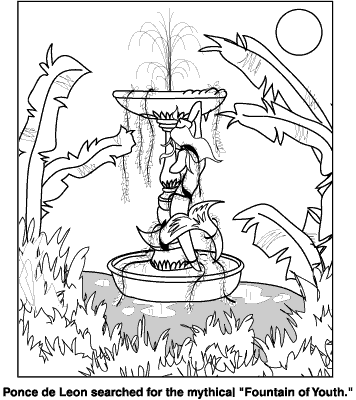 Ponce de Leon searched for the mythical "Fountain of Youth."